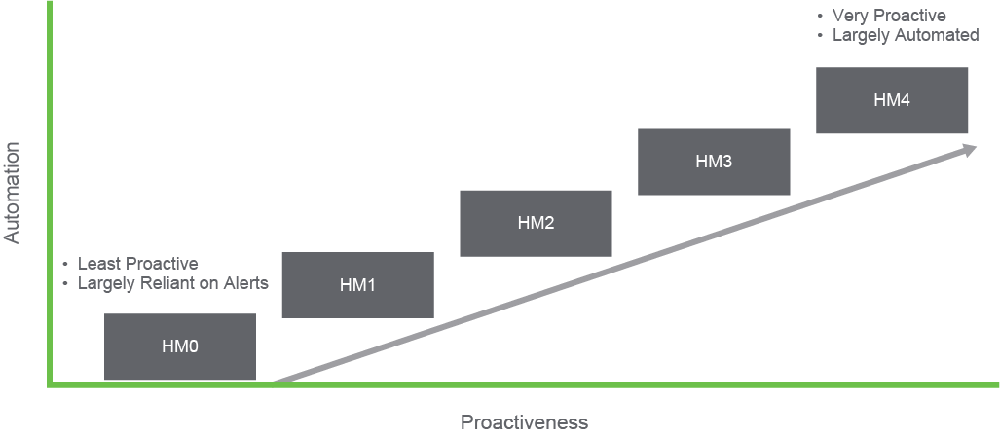 • Very Proactive
• Largely Automated
HM4
HM3
HM2
• Least Proactive
• Largely Reliant on Alerts
HM1
HM0
Automation
Proactiveness